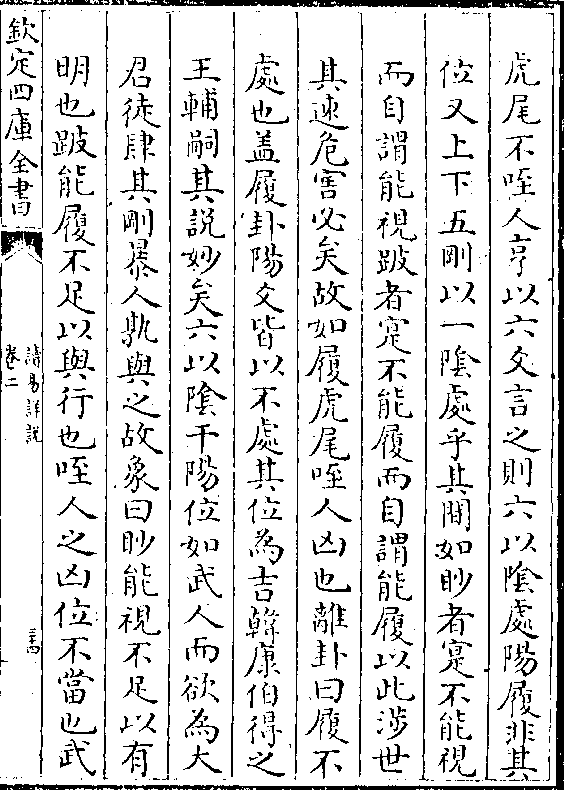 虎尾不咥人亨以六爻言之則六以陰處陽履非其
位又上下五剛以一陰處乎其間如眇者寔不能視
而自謂能視跛者寔不能履而自謂能履以此涉世
其速危害必矣故如履虎尾咥人凶也離卦曰履不
處也盖履卦陽爻皆以不處其位為吉韓康伯得之
王輔嗣其説妙矣六以陰干陽位如武人而欲為大
君徒肆其剛暴人孰與之故象曰眇能視不足以有
明也跛能履不足以與行也咥人之凶位不當也武
欽定四庫全書
讀易詳説
卷二